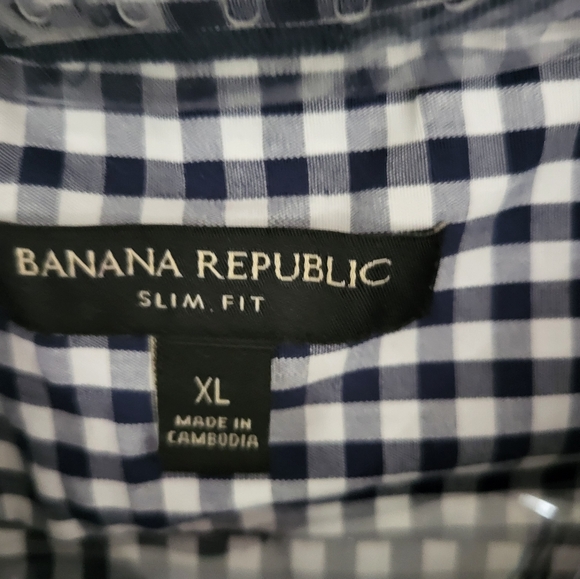 BANANA REPUBLIC
SLIM. FIT
XL
MADE IN
CAMBODIA